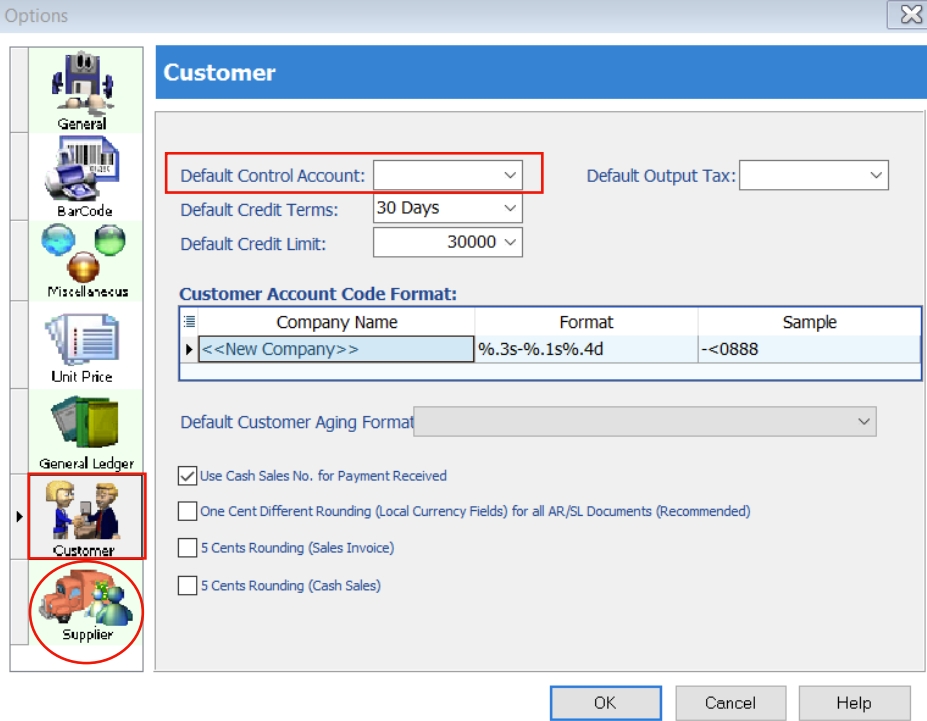 Options
General
BarCode
Miscellaneous
Unit Price
General Ledger
Customer
Supplier
Customer
Default Control Account:
Default Output Tax:
Default Credit Terms: 30 Days
Default Credit Limit: 30000
Customer Account Code Format:
Company Name Format Sample
<<New Company>> %.3s-%.1s%.4d -<0888
Default Customer Aging Format
Use Cash Sales No. for Payment Received
One Cent Different Rounding (Local Currency Fields) for all AR/SL Documents (Recommended)
5 Cents Rounding (Sales Invoice)
5 Cents Rounding (Cash Sales)
OK Cancel Help